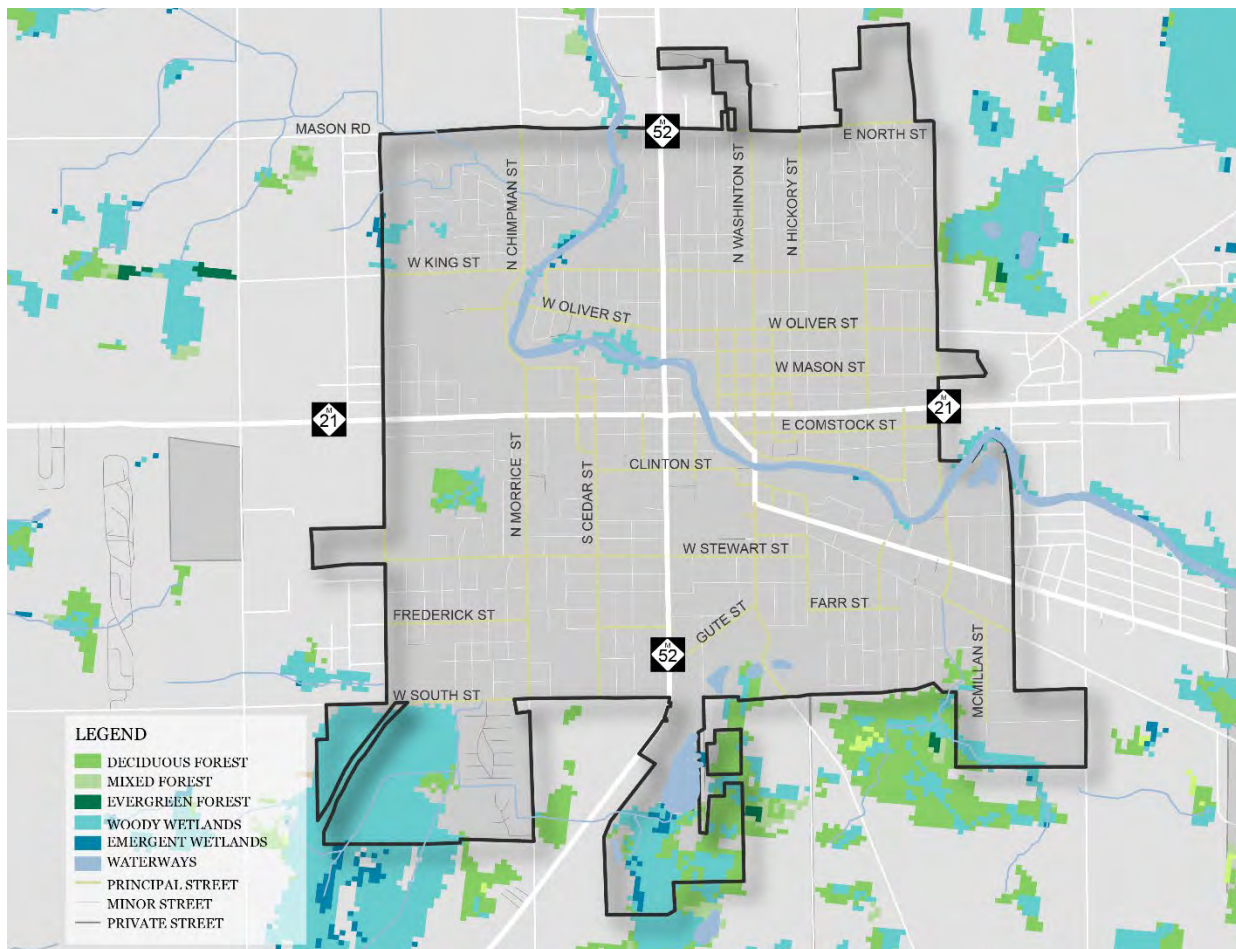 M
52
MASON RD
E NORTH ST
N CHIMPMAN ST
N WASHINTON ST
N HICKORY ST
W KING ST
W OLIVER ST
W OLIVER ST
W MASON ST
M
21
M
21
E COMSTOCK ST
CLINTON ST
N MORRICE ST
S CEDAR ST
W STEWART ST
FARR ST
FREDERICK ST
GUTE ST
M
52
MCMILLAN ST
W SOUTH ST
LEGEND
DECIDUOUS FOREST
MIXED FOREST
EVERGREEN FOREST
WOODY WETLANDS
EMERGENT WETLANDS
WATERWAYS
PRINCIPAL STREET
MINOR STREET
PRIVATE STREET